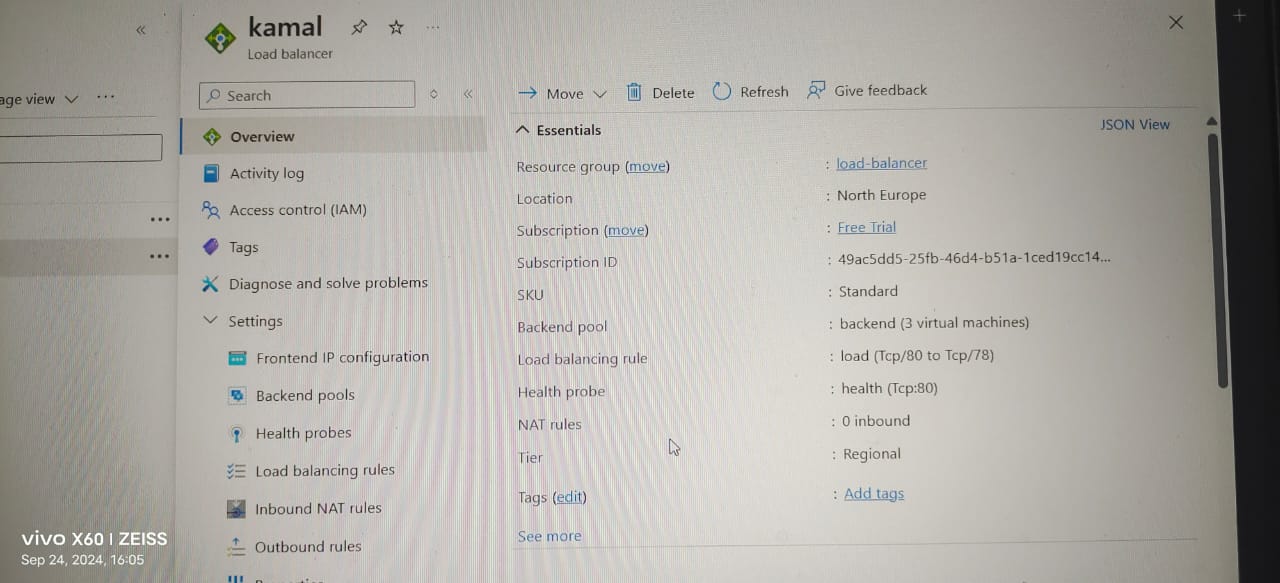 kamal
Load balancer
age view
Search
Move
Delete
Refresh
Give feedback
Overview
Activity log
Access control (IAM)
Tags
Diagnose and solve problems
Settings
Frontend IP configuration
Backend pools
Health probes
Load balancing rules
Inbound NAT rules
Outbound rules
Essentials
JSON View
Resource group (move) : load-balancer
Location : North Europe
Subscription (move) : Free Trial
Subscription ID : 49ac5dd5-25fb-46d4-b51a-1ced19cc14...
SKU : Standard
Backend pool : backend (3 virtual machines)
Load balancing rule : load (Tcp/80 to Tcp/78)
Health probe : health (Tcp:80)
NAT rules : 0 inbound
Tier : Regional
Tags (edit) : Add tags
See more
vivo X60 | ZEISS
Sep 24, 2024, 16:05